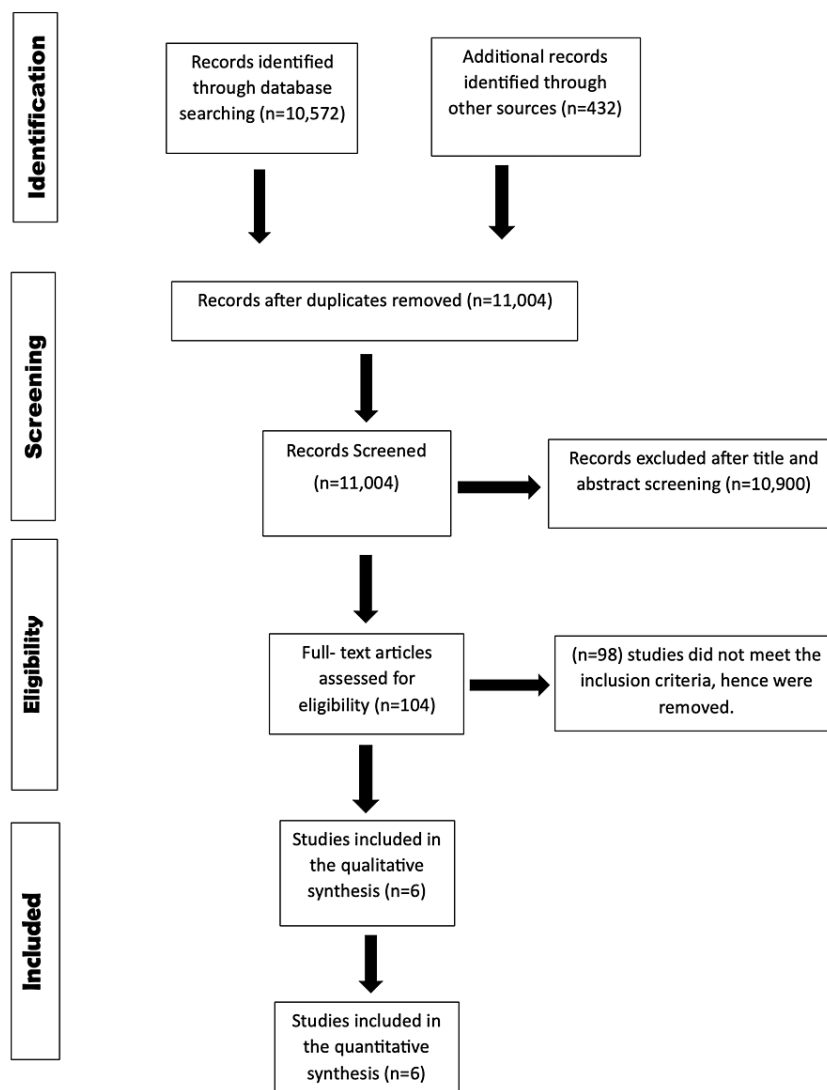 Identification
Records identified
through database
searching (n=10,572)
Additional records
identified through
other sources (n=432)
Screening
Records after duplicates removed (n=11,004)
Records Screened
(n=11,004)
Records excluded after title and
abstract screening (n=10,900)
Eligibility
Full- text articles
assessed for
eligibility (n=104)
(n=98) studies did not meet the
inclusion criteria, hence were
removed.
Included
Studies included in
the qualitative
synthesis (n=6)
Studies included in
the quantitative
synthesis (n=6)